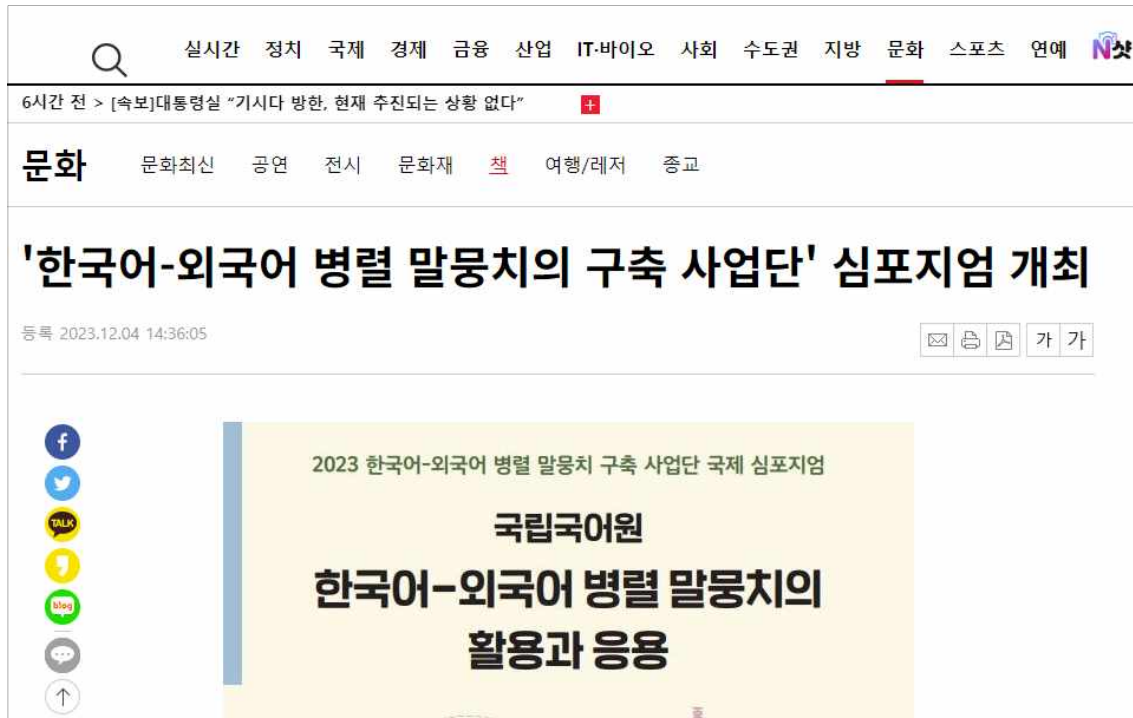 실시간 정치 국제 경제 금융 산업 IT·바이오 사회 수도권 지방 문화 스포츠 연예 N샷
6시간 전 > [속보]대통령실 “기시다 방한, 현재 추진되는 상황 없다”
문화 문화최신 공연 전시 문화재 책 여행/레저 종교
'한국어-외국어 병렬 말뭉치의 구축 사업단' 심포지엄 개최
등록 2023.12.04 14:36:05
가 가
f
TALK
blog
2023 한국어-외국어 병렬 말뭉치 구축 사업단 국제 심포지엄
국립국어원
한국어-외국어 병렬 말뭉치의
활용과 응용